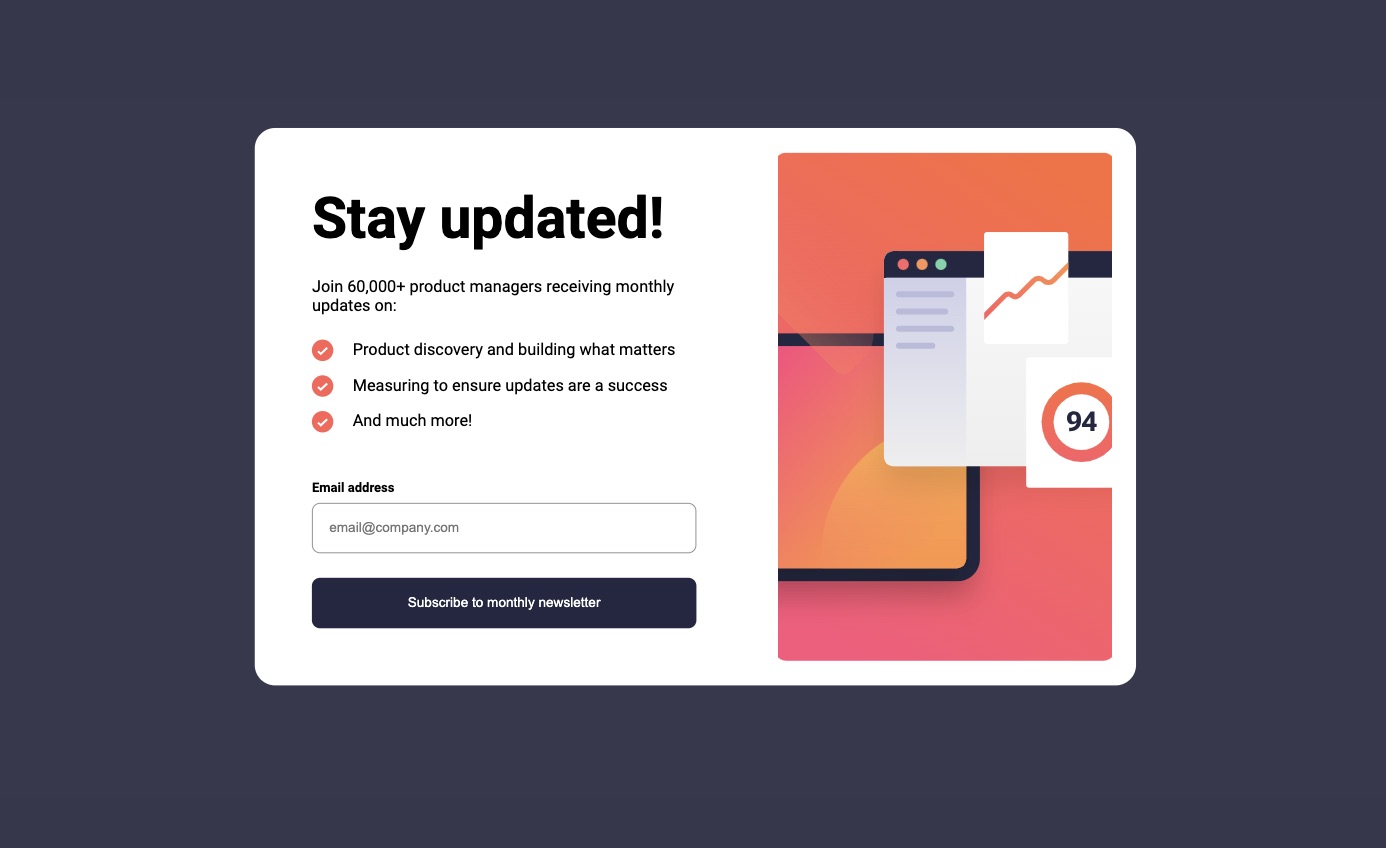 Stay updated!
Join 60,000+ product managers receiving monthly
updates on:
Product discovery and building what matters
Measuring to ensure updates are a success
And much more!
Email address
email@company.com
Subscribe to monthly newsletter
94